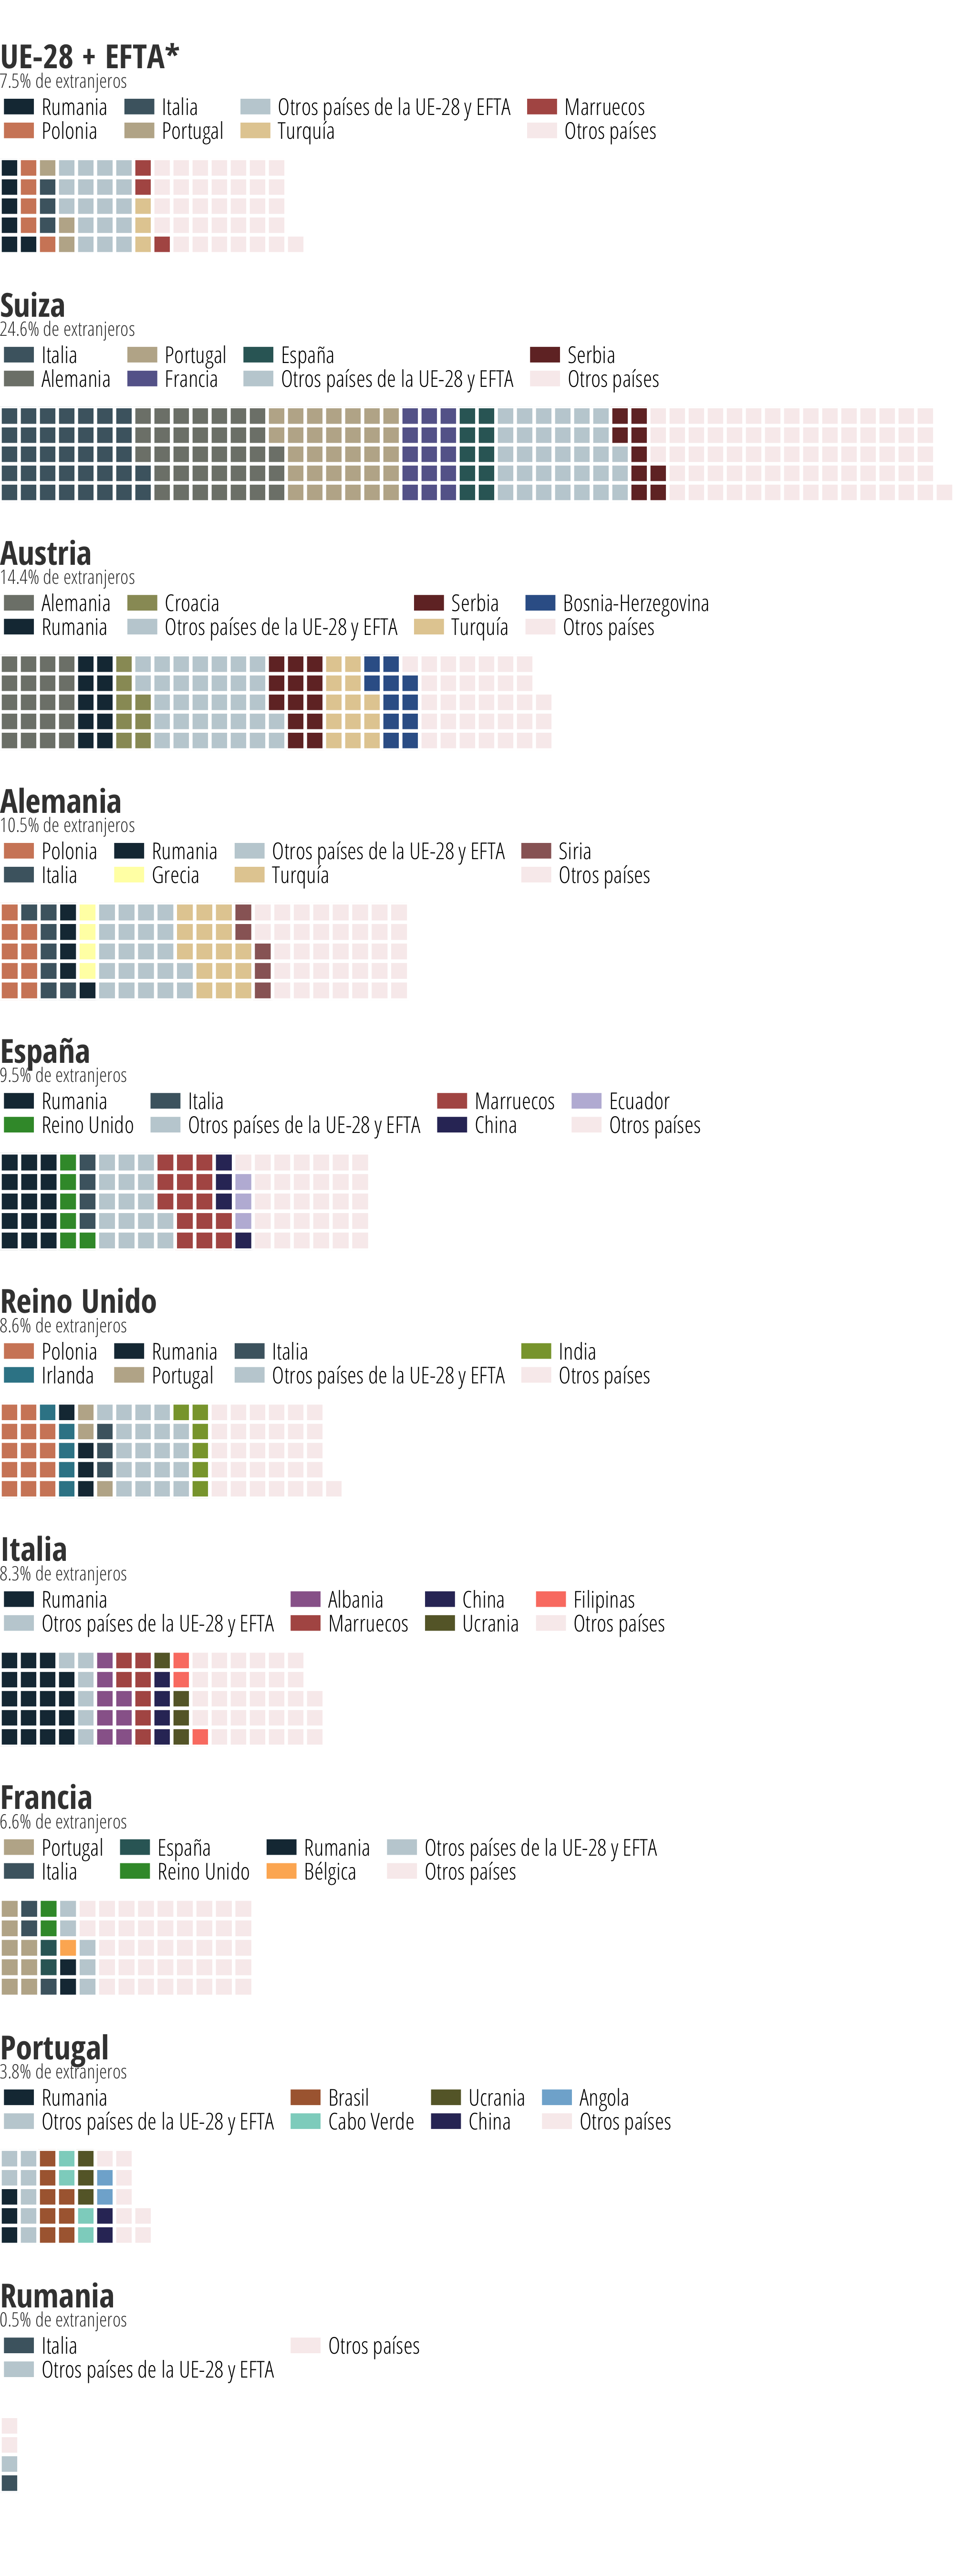 UE-28 + EFTA*
7.5% de extranjeros
Rumania Italia Otros países de la UE-28 y EFTA Marruecos
Polonia Portugal Turquía Otros países
Suiza
24.6% de extranjeros
Italia Portugal España Serbia
Alemania Francia Otros países de la UE-28 y EFTA Otros países
Austria
14.4% de extranjeros
Alemania Croacia Serbia Bosnia-Herzegovina
Rumania Otros países de la UE-28 y EFTA Turquía Otros países
Alemania
10.5% de extranjeros
Polonia Rumania Otros países de la UE-28 y EFTA Siria
Italia Grecia Turquía Otros países
España
9.5% de extranjeros
Rumania Italia Marruecos Ecuador
Reino Unido Otros países de la UE-28 y EFTA China Otros países
Reino Unido
8.6% de extranjeros
Polonia Rumania Italia India
Irlanda Portugal Otros países de la UE-28 y EFTA Otros países
Italia
8.3% de extranjeros
Rumania Albania China Filipinas
Otros países de la UE-28 y EFTA Marruecos Ucrania Otros países
Francia
6.6% de extranjeros
Portugal España Rumania Otros países de la UE-28 y EFTA
Italia Reino Unido Bélgica Otros países
Portugal
3.8% de extranjeros
Rumania Brasil Ucrania Angola
Otros países de la UE-28 y EFTA Cabo Verde China Otros países
Rumania
0.5% de extranjeros
Italia Otros países
Otros países de la UE-28 y EFTA